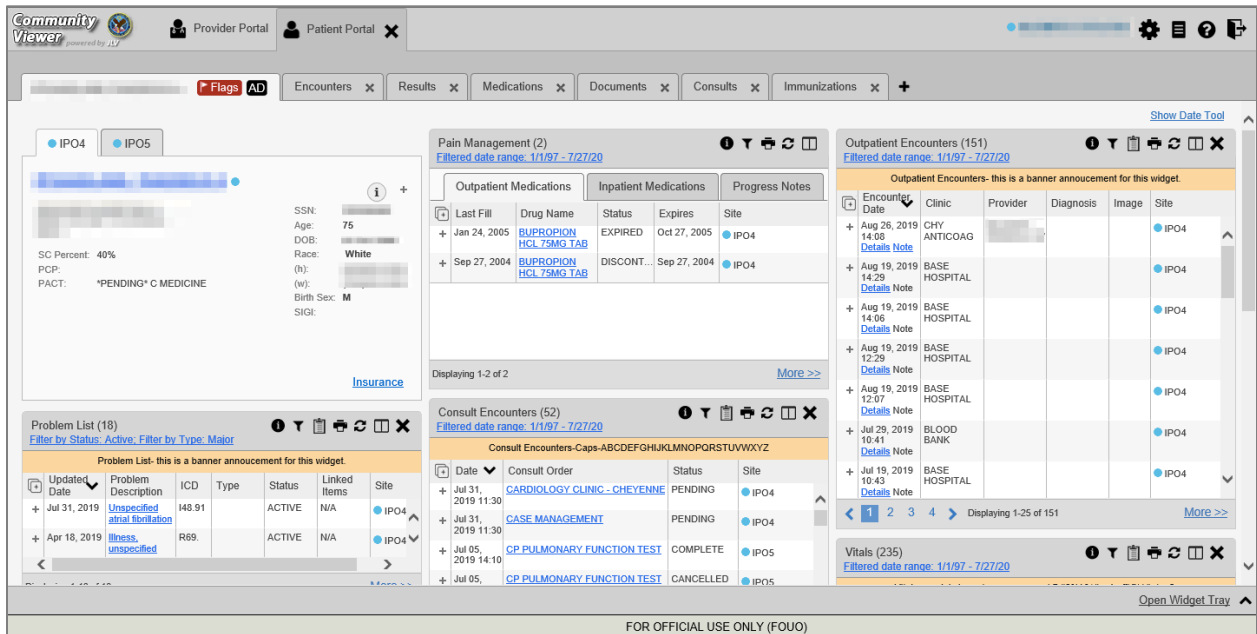 Community
Viewer powered by JLV
Provider Portal
Patient Portal
Flags AD
Encounters
Results
Medications
Documents
Consults
Immunizations
Show Date Tool
IPO4
IPO5
SSN:
Age: 75
DOB:
SC Percent: 40%
Race: White
PCP:
(h):
PACT: *PENDING* C MEDICINE
(w):
Birth Sex: M
SIGI:
Insurance
Problem List (18)
Filter by Status: Active; Filter by Type: Major
Problem List- this is a banner annoucement for this widget.
Updated Date Problem Description ICD Type Status Linked Items Site
Jul 31, 2019 Unspecified atrial fibrillation I48.91 ACTIVE N/A IPO4
Apr 18, 2019 Illness, unspecified R69. ACTIVE N/A IPO4
Pain Management (2)
Filtered date range: 1/1/97 - 7/27/20
Outpatient Medications
Inpatient Medications
Progress Notes
Last Fill Drug Name Status Expires Site
Jan 24, 2005 BUPROPION HCL 75MG TAB EXPIRED Oct 27, 2005 IPO4
Sep 27, 2004 BUPROPION HCL 75MG TAB DISCONT... Sep 27, 2004 IPO4
Displaying 1-2 of 2
More >>
Consult Encounters (52)
Filtered date range: 1/1/97 - 7/27/20
Consult Encounters-Caps-ABCDEFGHIJKLMNOPQRSTUVWXYZ
Date Consult Order Status Site
Jul 31, 2019 11:30 CARDIOLOGY CLINIC - CHEYENNE PENDING IPO4
Jul 31, 2019 11:30 CASE MANAGEMENT PENDING IPO4
Jul 05, 2019 14:10 CP PULMONARY FUNCTION TEST COMPLETE IPO5
Jul 05, CP PULMONARY FUNCTION TEST CANCELLED IPO5
Outpatient Encounters (151)
Filtered date range: 1/1/97 - 7/27/20
Outpatient Encounters- this is a banner annoucement for this widget.
Encounter Date Clinic Provider Diagnosis Image Site
Aug 26, 2019 14:08 CHY ANTICOAG IPO4
Details Note
Aug 19, 2019 14:29 BASE HOSPITAL IPO4
Details Note
Aug 19, 2019 14:06 BASE HOSPITAL IPO4
Details Note
Aug 19, 2019 12:29 BASE HOSPITAL IPO4
Details Note
Aug 19, 2019 12:07 BASE HOSPITAL IPO4
Details Note
Jul 29, 2019 10:41 BLOOD BANK IPO4
Details Note
Jul 19, 2019 10:43 BASE HOSPITAL IPO4
Details Note
1 2 3 4 Displaying 1-25 of 151
More >>
Vitals (235)
Filtered date range: 1/1/97 - 7/27/20
Open Widget Tray
FOR OFFICIAL USE ONLY (FOUO)